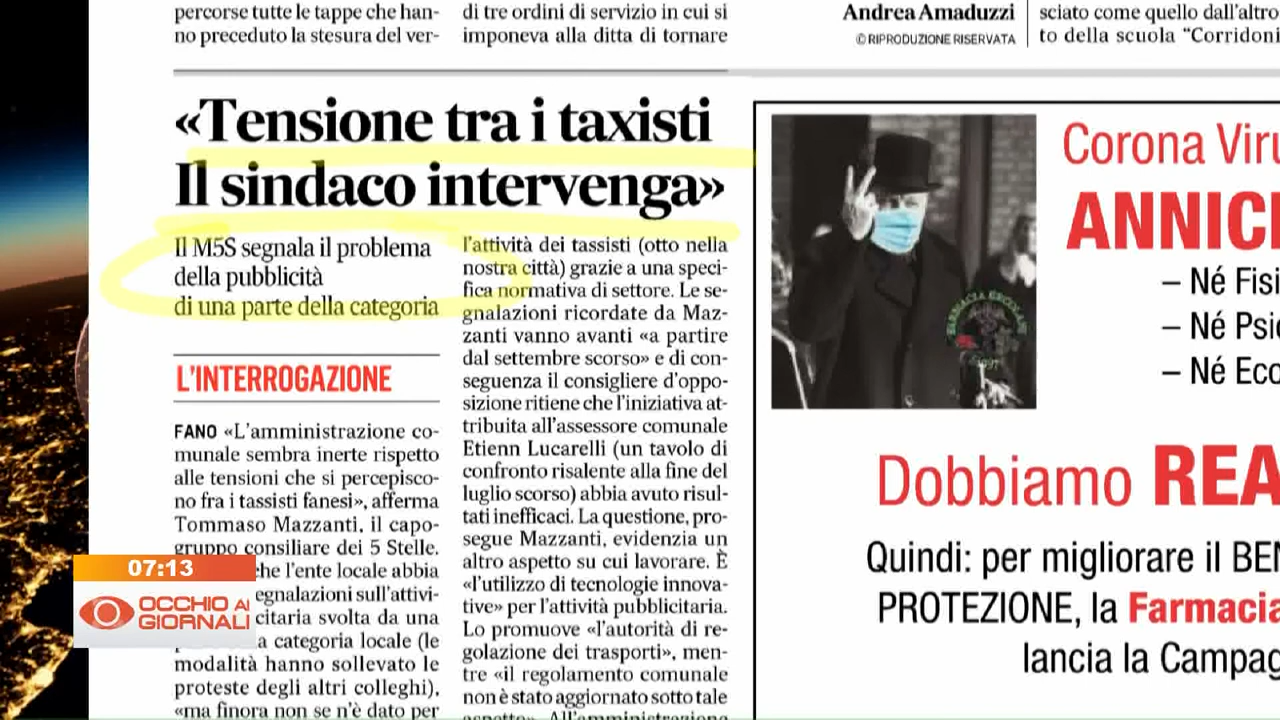 percorse tutte le tappe che han-
no preceduto la stesura del ver-
di tre ordini di servizio in cui si
imponeva alla ditta di tornare
Andrea Amaduzzi
© RIPRODUZIONE RISERVATA
sciato come quello dall'altro
to della scuola "Corridoni
«Tensione tra i taxisti
Il sindaco intervenga»
Il M5S segnala il problema
della pubblicità
di una parte della categoria
L'INTERROGAZIONE
FANO «L'amministrazione co-
munale sembra inerte rispetto
alle tensioni che si percepisco-
no fra i tassisti fanesi», afferma
Tommaso Mazzanti, il capo-
gruppo consiliare dei 5 Stelle.
che l'ente locale abbia
egnalazioni sull'attivi-
citaria svolta da una
a categoria locale (le
modalità hanno sollevato le
proteste degli altri colleghi),
«ma finora non se n'è dato per
l'attività dei tassisti (otto nella
nostra città) grazie a una speci-
fica normativa di settore. Le se-
gnalazioni ricordate da Maz-
zanti vanno avanti «a partire
dal settembre scorso» e di con-
seguenza il consigliere d'oppo-
sizione ritiene che l'iniziativa at-
tribuita all'assessore comunale
Etienn Lucarelli (un tavolo di
confronto risalente alla fine del
luglio scorso) abbia avuto risul-
tati inefficaci. La questione, pro-
segue Mazzanti, evidenzia un
altro aspetto su cui lavorare. È
«l'utilizzo di tecnologie innova-
tive» per l'attività pubblicitaria.
Lo promuove «l'autorità di re-
golazione dei trasporti», men-
tre «il regolamento comunale
non è stato aggiornato sotto tale
aspetto». All'amministrazione
Corona Viru
ANNIC
– Né Fisi
– Né Psi
– Né Eco
FARMACIA ERCOLANI
Dobbiamo REA
Quindi: per migliorare il BEN
PROTEZIONE, la Farmacia
lancia la Campag
07:13
OCCHIO AI
GIORNALI